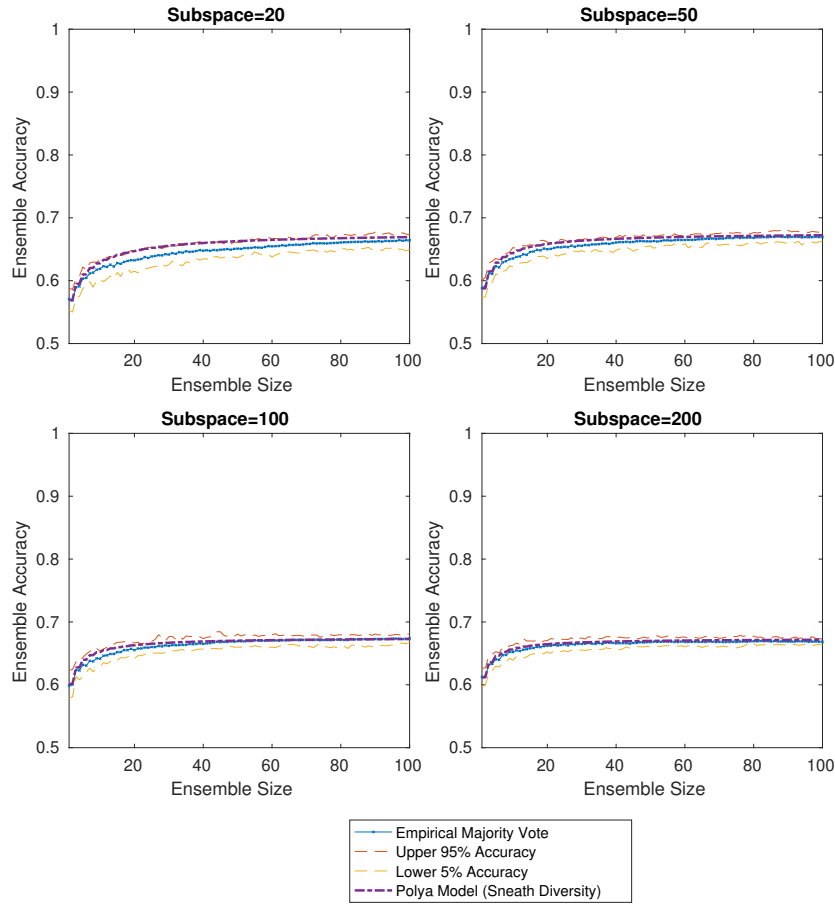 Subspace=20
1
0.9
0.8
0.7
0.6
0.5
Ensemble Accuracy
20
40
60
80
100
Ensemble Size
Subspace=50
1
0.9
0.8
0.7
0.6
0.5
Ensemble Accuracy
20
40
60
80
100
Ensemble Size
Subspace=100
1
0.9
0.8
0.7
0.6
0.5
Ensemble Accuracy
20
40
60
80
100
Ensemble Size
Subspace=200
1
0.9
0.8
0.7
0.6
0.5
Ensemble Accuracy
20
40
60
80
100
Ensemble Size
Empirical Majority Vote
Upper 95% Accuracy
Lower 5% Accuracy
Polya Model (Sneath Diversity)